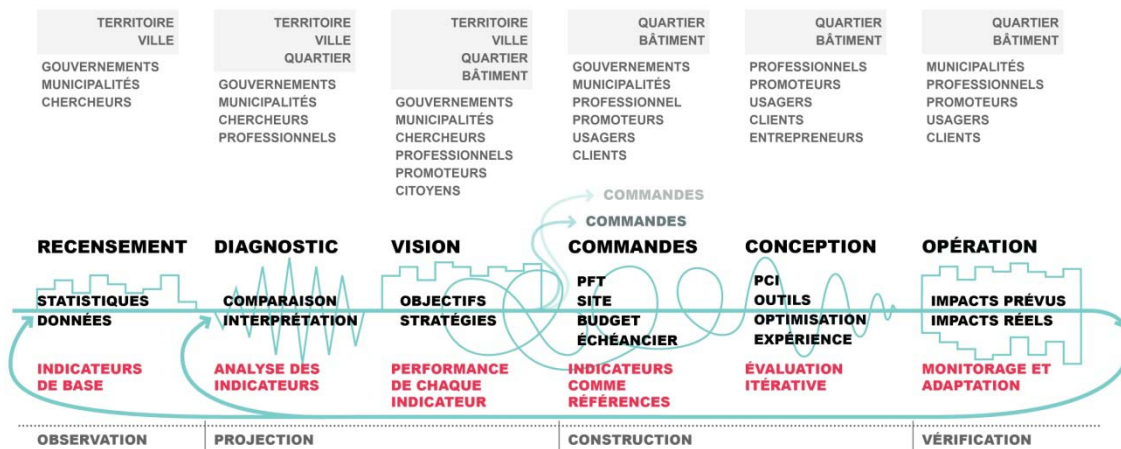 TERRITOIRE
VILLE
GOUVERNEMENTS
MUNICIPALITÉS
CHERCHEURS
TERRITOIRE
VILLE
QUARTIER
GOUVERNEMENTS
MUNICIPALITÉS
CHERCHEURS
PROFESSIONNELS
TERRITOIRE
VILLE
QUARTIER
BÂTIMENT
GOUVERNEMENTS
MUNICIPALITÉS
CHERCHEURS
PROFESSIONNELS
PROMOTEURS
CITOYENS
QUARTIER
BÂTIMENT
GOUVERNEMENTS
MUNICIPALITÉS
PROFESSIONNEL
PROMOTEURS
USAGERS
CLIENTS
QUARTIER
BÂTIMENT
PROFESSIONNELS
PROMOTEURS
USAGERS
CLIENTS
ENTREPRENEURS
QUARTIER
BÂTIMENT
MUNICIPALITÉS
PROFESSIONNELS
PROMOTEURS
USAGERS
CLIENTS
COMMANDES
COMMANDES
RECENSEMENT
STATISTIQUES
DONNÉES
INDICATEURS
DE BASE
DIAGNOSTIC
COMPARAISON
INTERPRÉTATION
ANALYSE DES
INDICATEURS
VISION
OBJECTIFS
STRATÉGIES
PERFORMANCE
DE CHAQUE
INDICATEUR
COMMANDES
PFT
SITE
BUDGET
ÉCHÉANCIER
INDICATEURS
COMME
RÉFÉRENCES
CONCEPTION
PCI
OUTILS
OPTIMISATION
EXPÉRIENCE
ÉVALUATION
ITÉRATIVE
OPÉRATION
IMPACTS PRÉVUS
IMPACTS RÉELS
MONITORAGE ET
ADAPTATION
OBSERVATION
PROJECTION
CONSTRUCTION
VÉRIFICATION